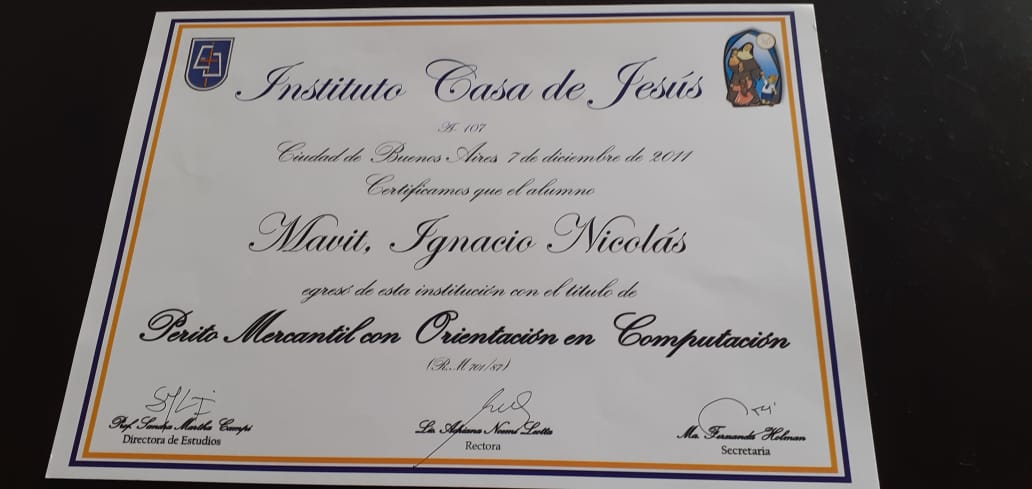 Instituto Casa de Jesús
A-107
Ciudad de Buenos Aires 7 de diciembre de 2011
Certificamos que el alumno
Mavit, Ignacio Nicolás
egresó de esta institución con el título de
Perito Mercantil con Orientación en Computación
(R.M.701/87)
Prof. Sandra Martha Campi
Directora de Estudios
Lic. Adriana Noemí Liotta
Rectora
Ma. Fernanda Holman
Secretaria